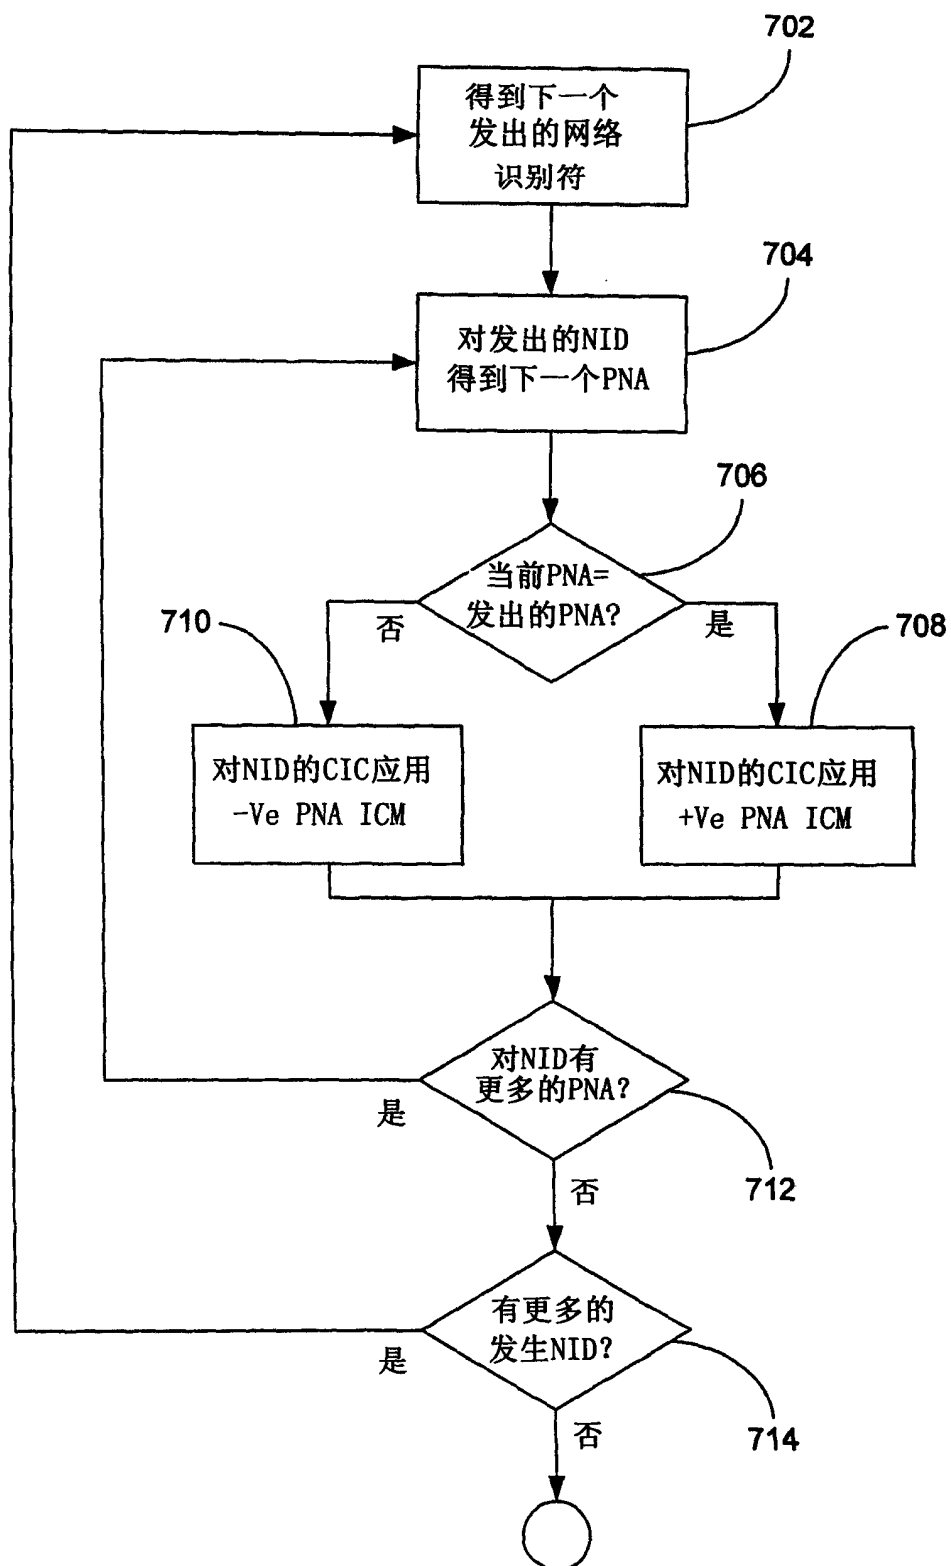 702
得到下一个
发出的网络
识别符
704
对发出的NID
得到下一个PNA
706
当前PNA=
发出的PNA?
否
是
710
708
对NID的CIC应用
-Ve PNA ICM
对NID的CIC应用
+Ve PNA ICM
对NID有
更多的PNA?
是
712
否
有更多的
发生NID?
是
714
否